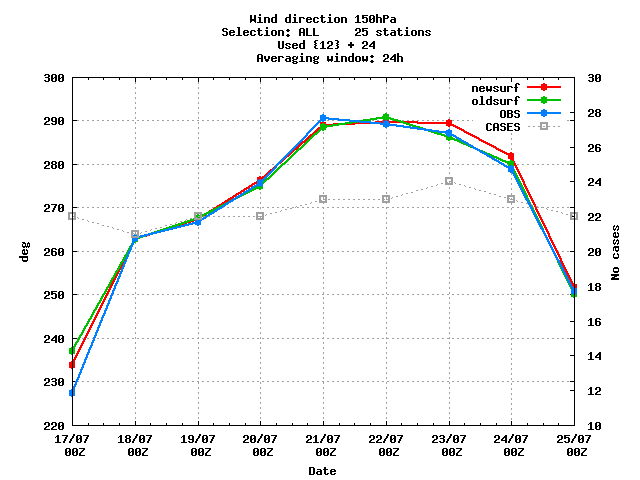 Wind direction 150hPa
Selection: ALL     25 stations
Used {12} + 24
Averaging window: 24h
300 30
newsurf
oldsurf
OBS
CASES
290 28
280 26
270 24
260 22
250 20
240 18
230 16
220 14
12
10
deg
No cases
17/07 18/07 19/07 20/07 21/07 22/07 23/07 24/07 25/07
00Z 00Z 00Z 00Z 00Z 00Z 00Z 00Z 00Z
Date